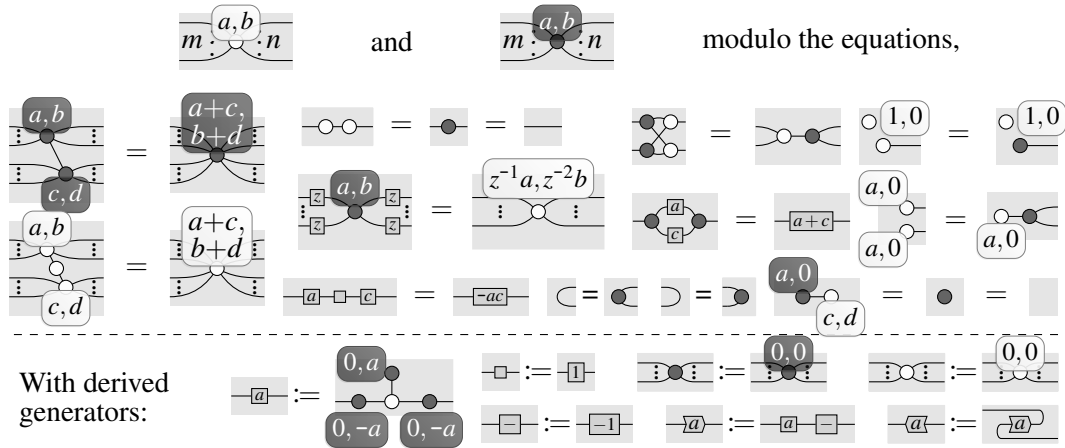 m a,b n and m a,b n modulo the equations,
a,b = a+c, b+d = = = 1,0 = 1,0
c,d
z z a,b z z = z⁻¹a, z⁻²b a c = a+c a,0 a,0 = a,0
a,b = a+c, b+d
c,d
a c = -ac = = a,0 c,d = =
With derived generators: a := 0,a 0,-a 0,-a := 1 := 0,0 := 0,0
− := −1 a := a − a := a